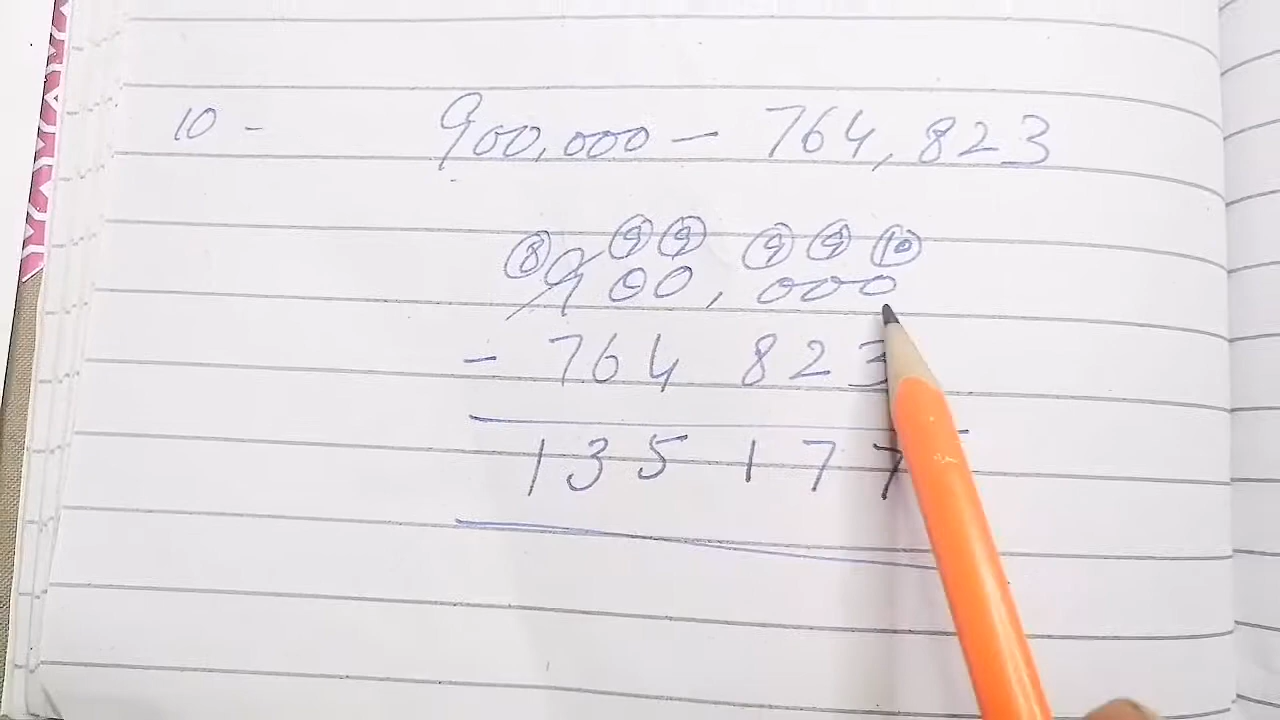 10 - 900,000 - 764,823
8 9 9 9 9 10
900,000
- 764 823
135 177